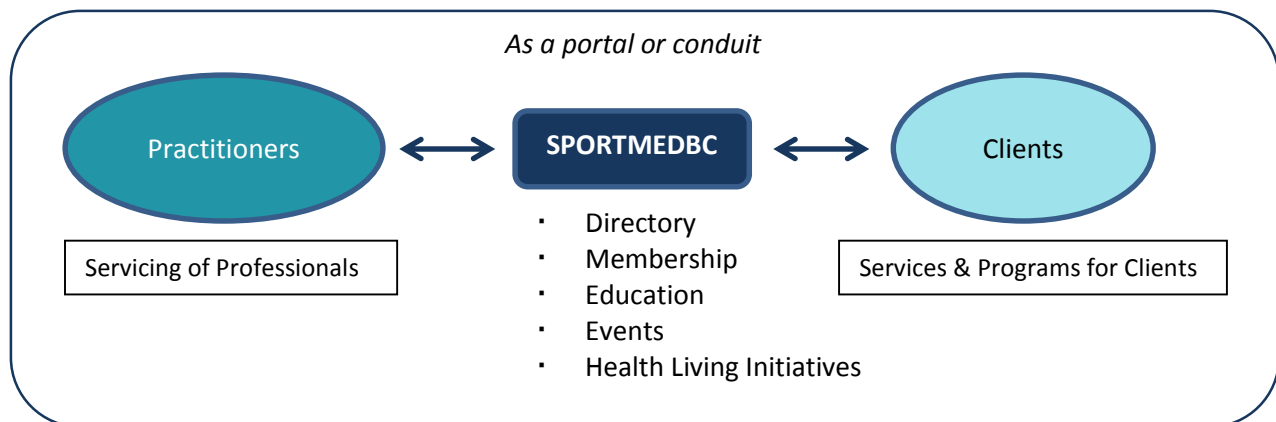 As a portal or conduit
Practitioners
SPORTMEDBC
Clients
Servicing of Professionals
· Directory
· Membership
· Education
· Events
· Health Living Initiatives
Services & Programs for Clients